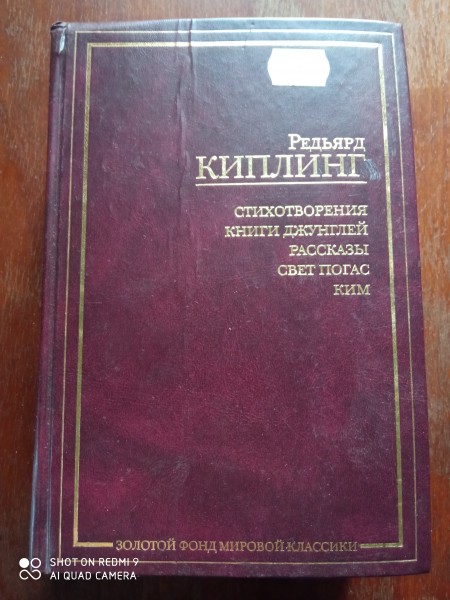 Редьярд
КИПЛИНГ
СТИХОТВОРЕНИЯ
КНИГИ ДЖУНГЛЕЙ
РАССКАЗЫ
СВЕТ ПОГАС
КИМ
ЗОЛОТОЙ ФОНД МИРОВОЙ КЛАССИКИ
SHOT ON REDMI 9
AI QUAD CAMERA